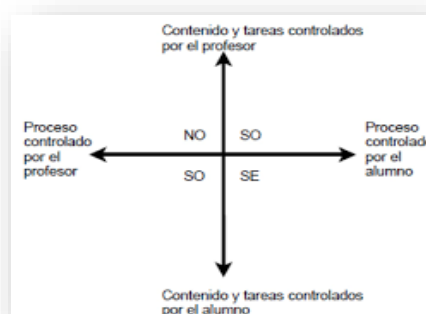 Contenido y tareas controlados
por el profesor
Proceso
controlado
por el
profesor
NO SO
Proceso
controlado
por el
alumno
SO SE
Contenido y tareas controlados
por el alumno